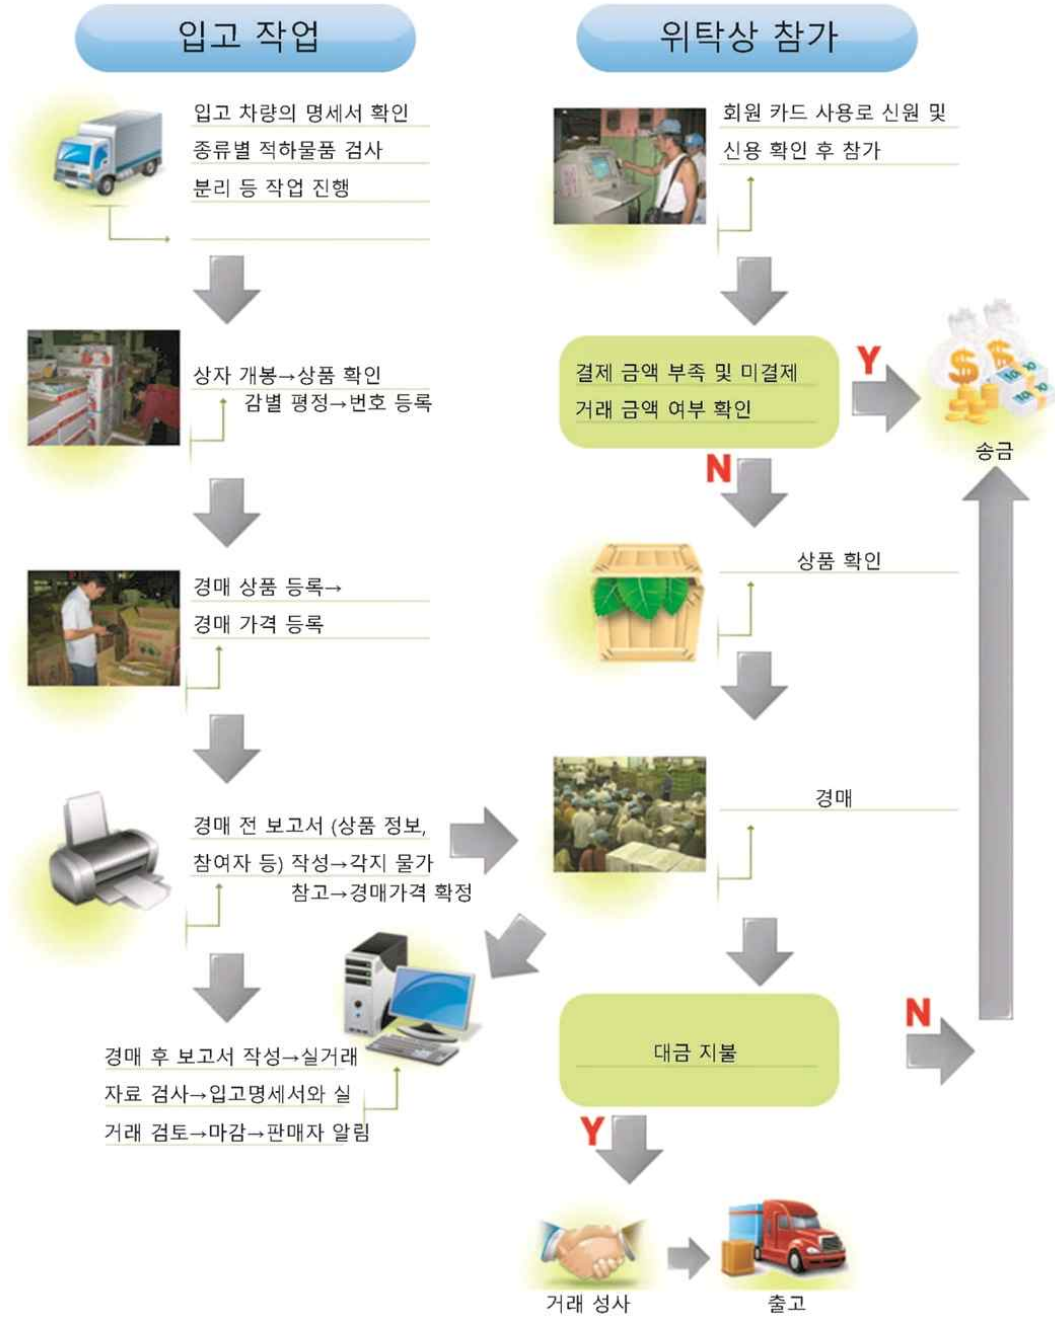 입고 작업
입고 차량의 명세서 확인
종류별 적하물품 검사
분리 등 작업 진행
상자 개봉→상품 확인
감별 평정→번호 등록
경매 상품 등록→
경매 가격 등록
경매 전 보고서 (상품 정보,
참여자 등) 작성→각지 물가
참고→경매가격 확정
경매 후 보고서 작성→실거래
자료 검사→입고명세서와 실
거래 검토→마감→판매자 알림
위탁상 참가
회원 카드 사용로 신원 및
신용 확인 후 참가
결제 금액 부족 및 미결제
거래 금액 여부 확인
Y
송금
N
상품 확인
경매
대금 지불
N
Y
거래 성사
출고